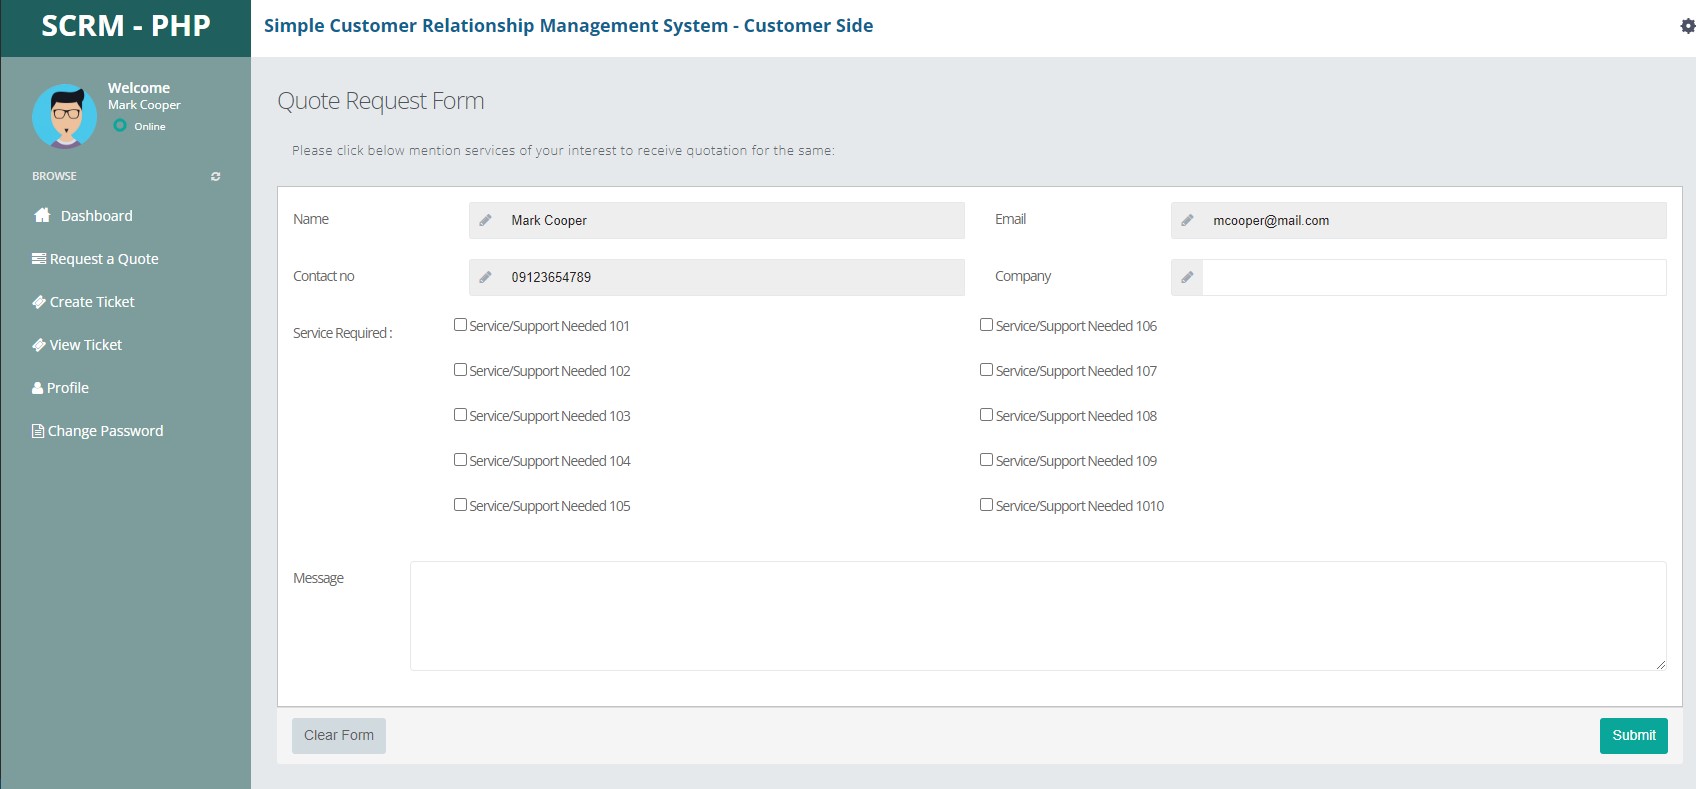 SCRM - PHP
Simple Customer Relationship Management System - Customer Side
Welcome
Mark Cooper
Online
BROWSE
Dashboard
Request a Quote
Create Ticket
View Ticket
Profile
Change Password
Quote Request Form
Please click below mention services of your interest to receive quotation for the same:
Name
Mark Cooper
Email
mcooper@mail.com
Contact no
09123654789
Company
Service Required :
Service/Support Needed 101
Service/Support Needed 106
Service/Support Needed 102
Service/Support Needed 107
Service/Support Needed 103
Service/Support Needed 108
Service/Support Needed 104
Service/Support Needed 109
Service/Support Needed 105
Service/Support Needed 1010
Message
Clear Form
Submit